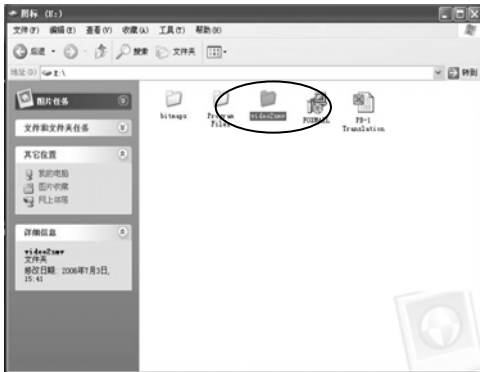 图标 (E:)
文件(F) 编辑(E) 查看(V) 收藏(A) 工具(T) 帮助(H)
后退 搜索 文件夹
地址(D) E:\ 转到
图片任务
文件和文件夹任务
其它位置
我的电脑
图片收藏
网上邻居
详细信息
video2smv
文件夹
修改日期: 2006年7月3日,
15:41
bitmaps
Program
Files
video2smv
FOXMAIL
PB-1
Translation